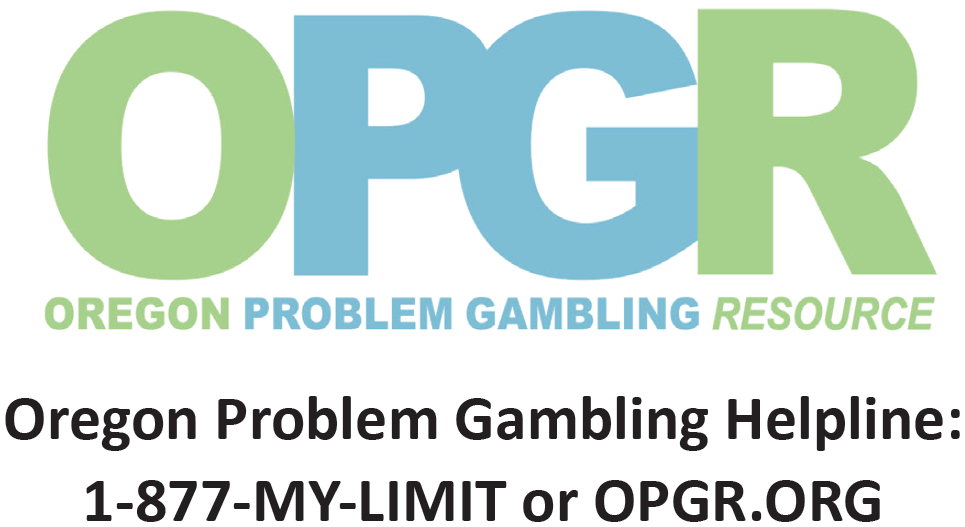 OPGR
OREGON PROBLEM GAMBLING RESOURCE
Oregon Problem Gambling Helpline:
1-877-MY-LIMIT or OPGR.ORG